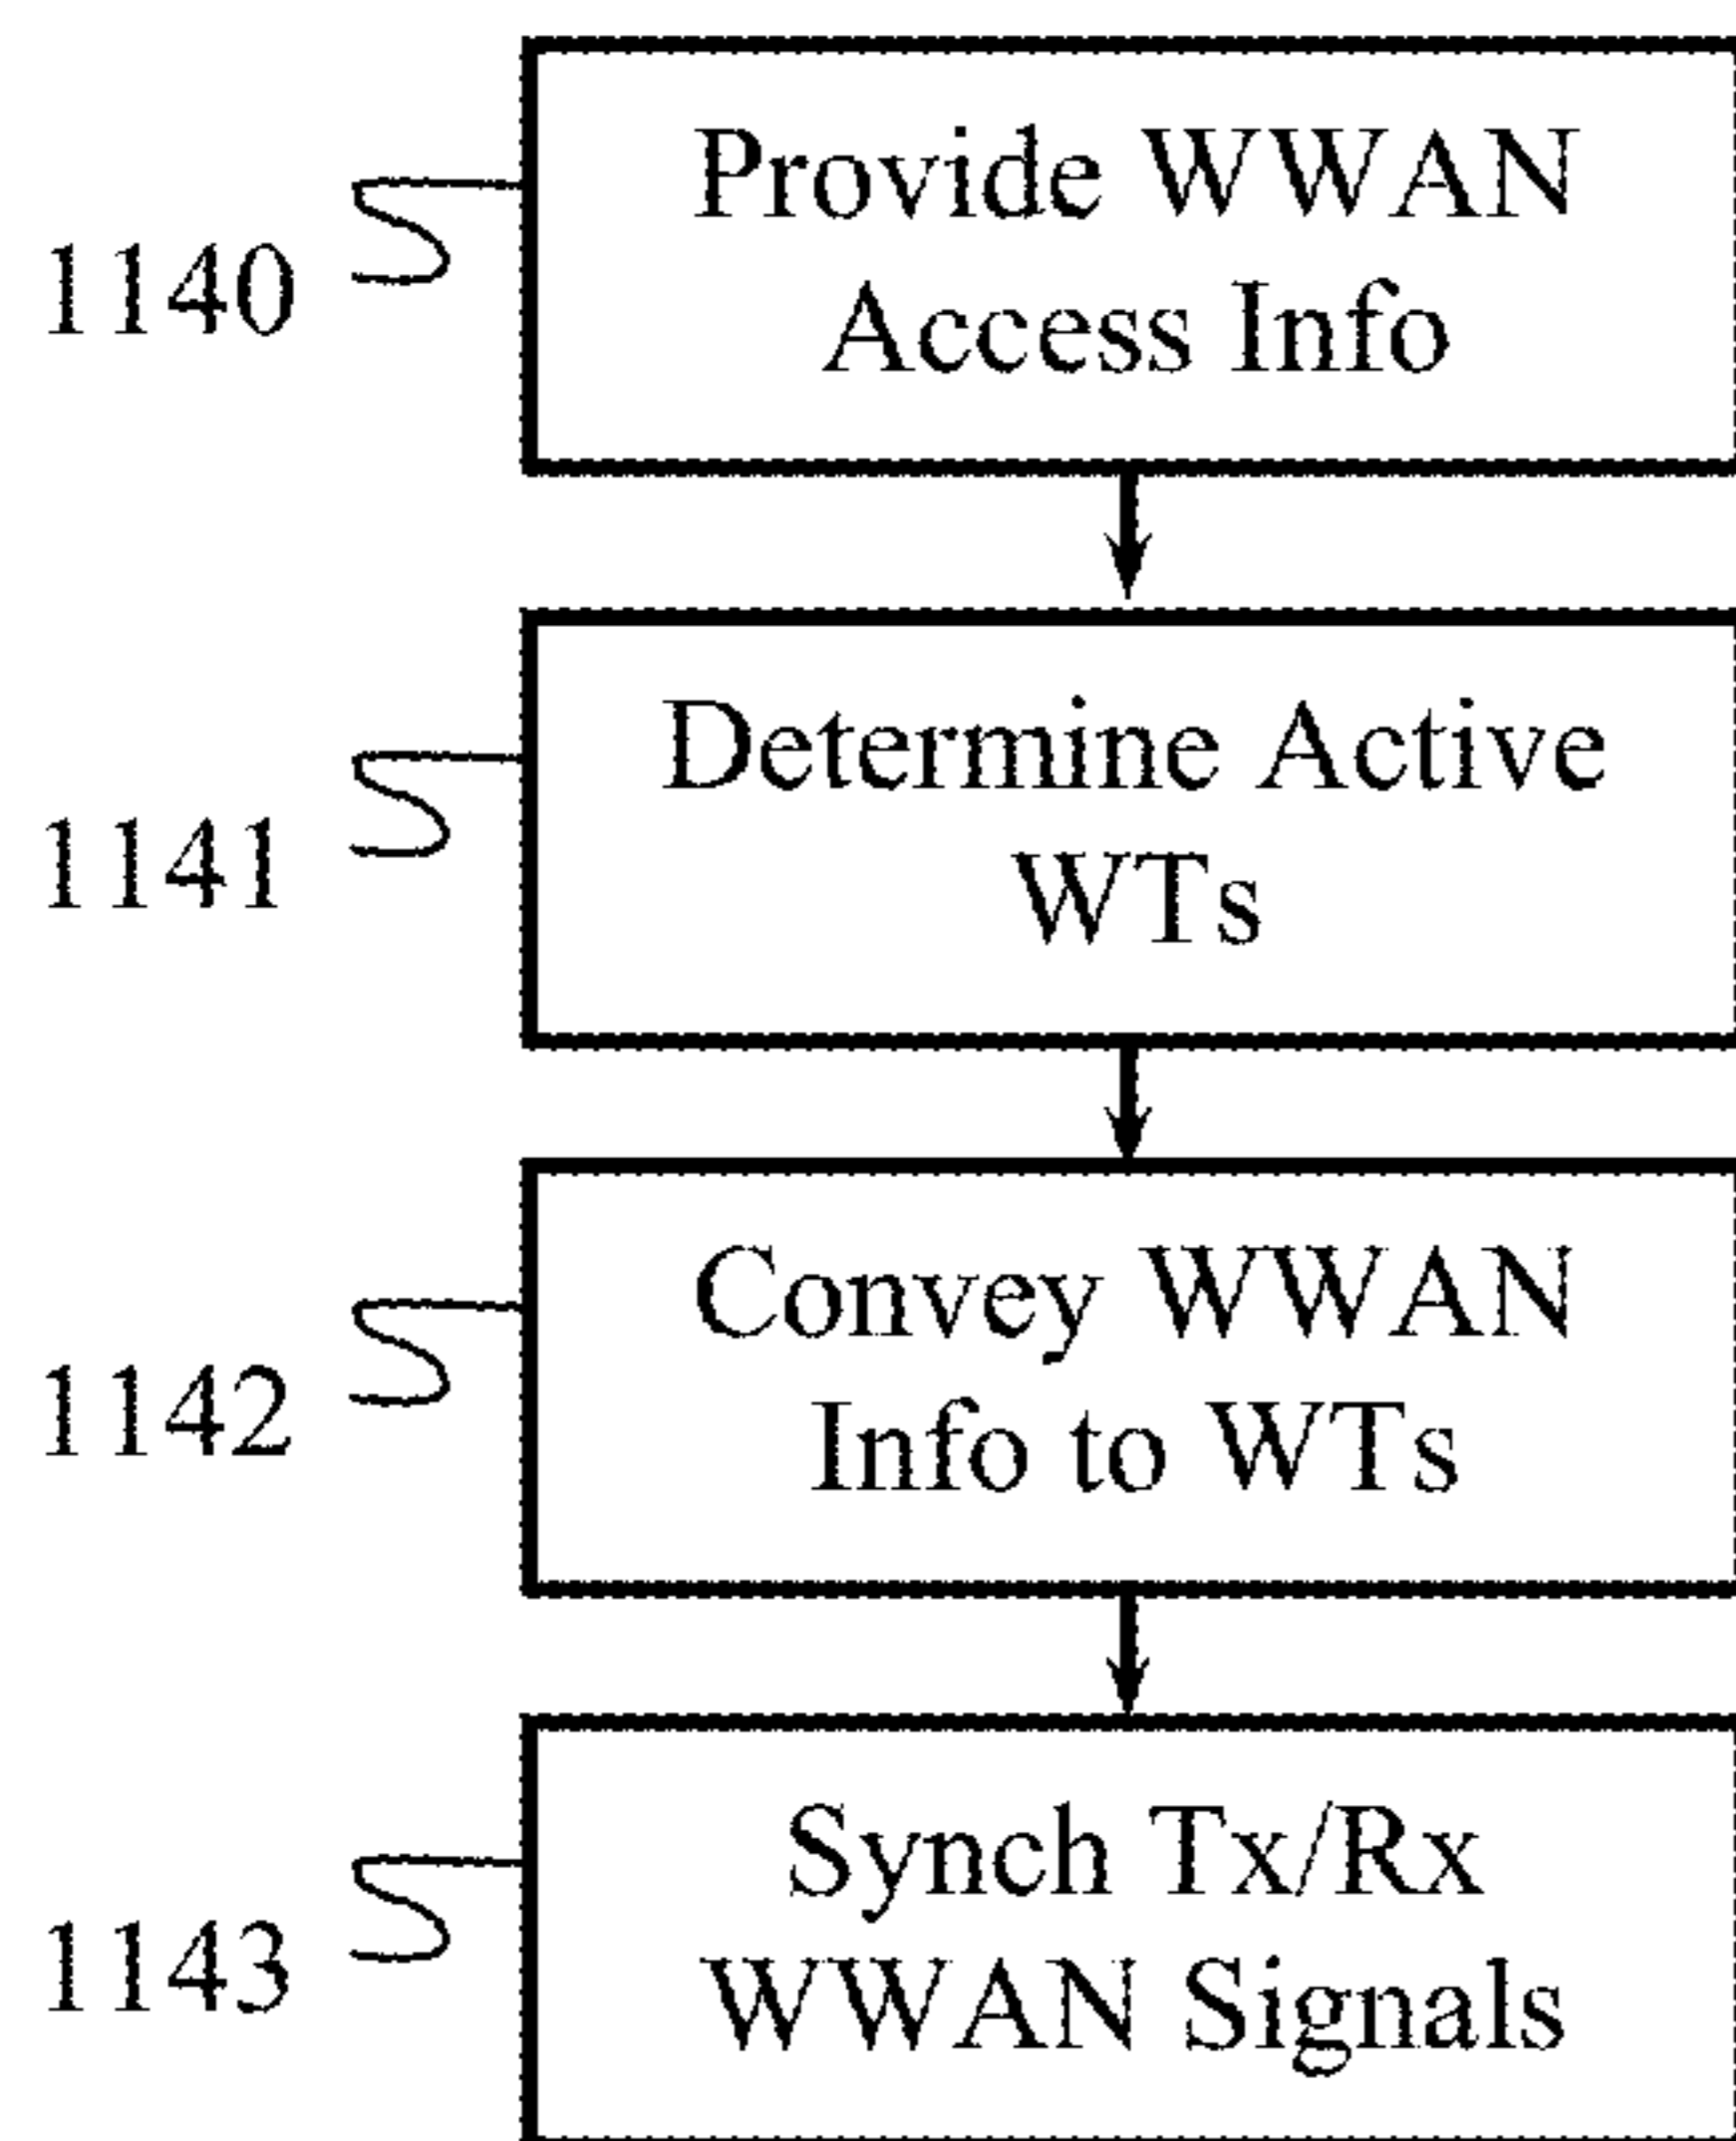 Provide WWAN
Access Info
1140
Determine Active
WTs
1141
Convey WWAN
Info to WTs
1142
Synch Tx/Rx
WWAN Signals
1143